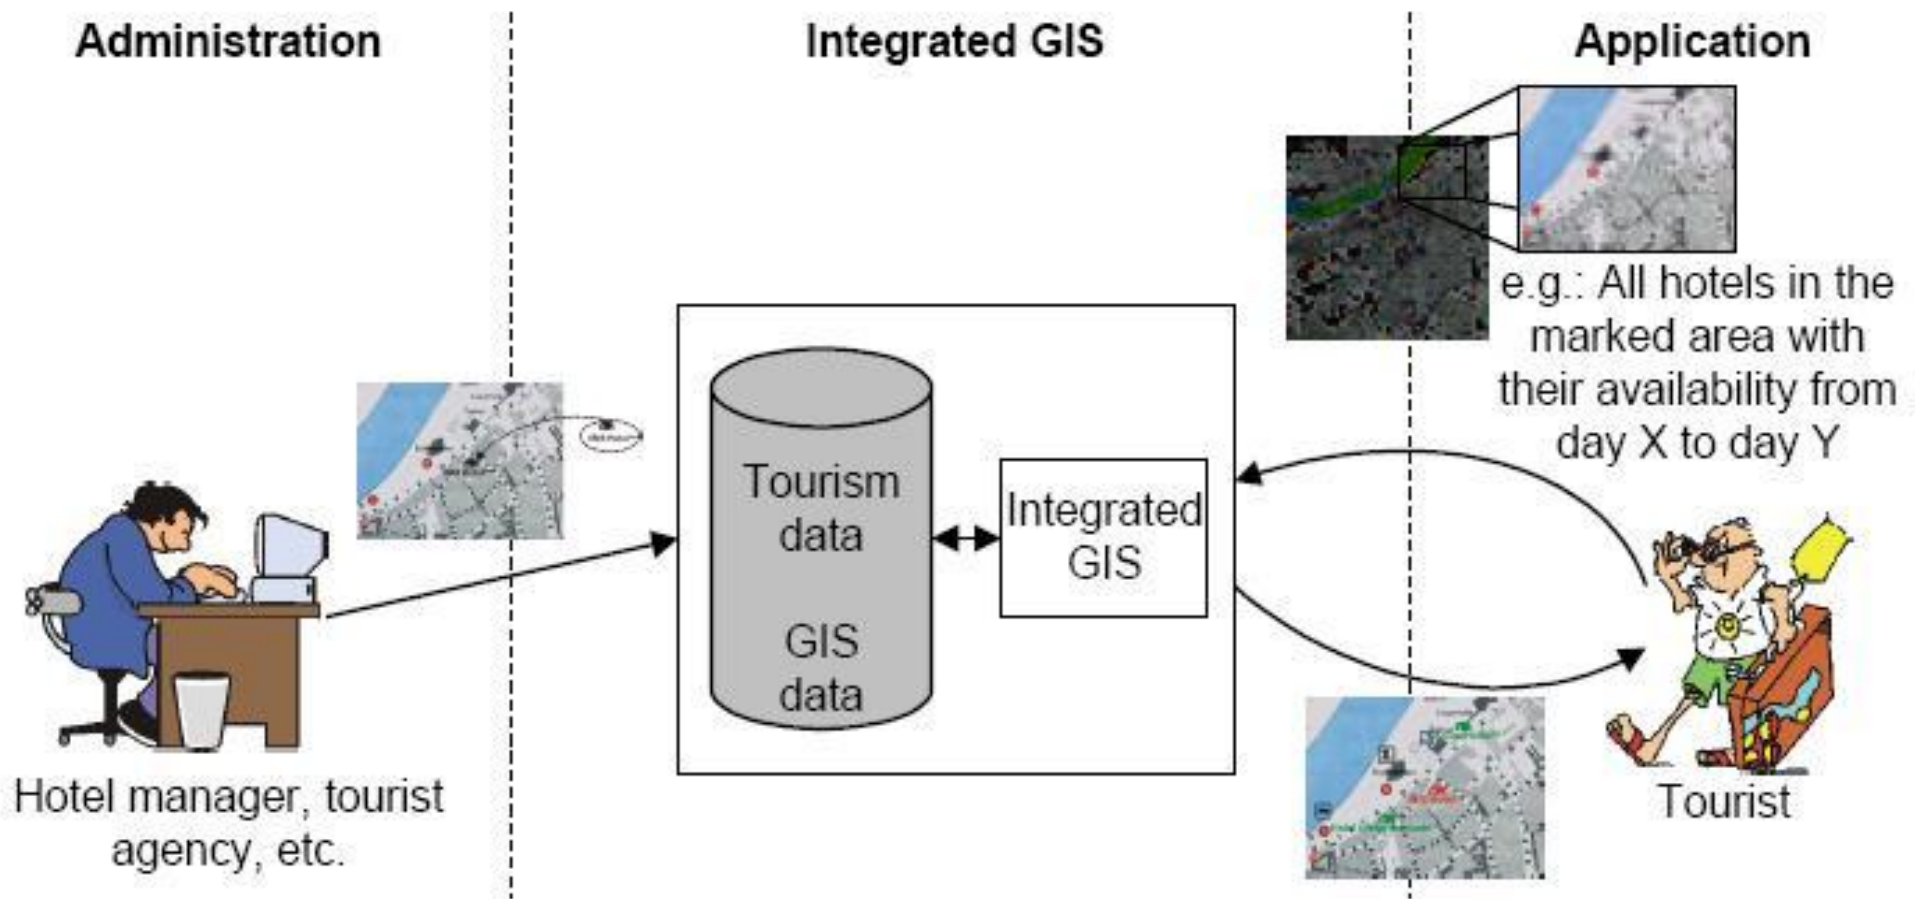 Administration
Integrated GIS
Application
e.g.: All hotels in the
marked area with
their availability from
day X to day Y
Tourism
data
GIS
data
Integrated
GIS
Hotel manager, tourist
agency, etc.
Tourist